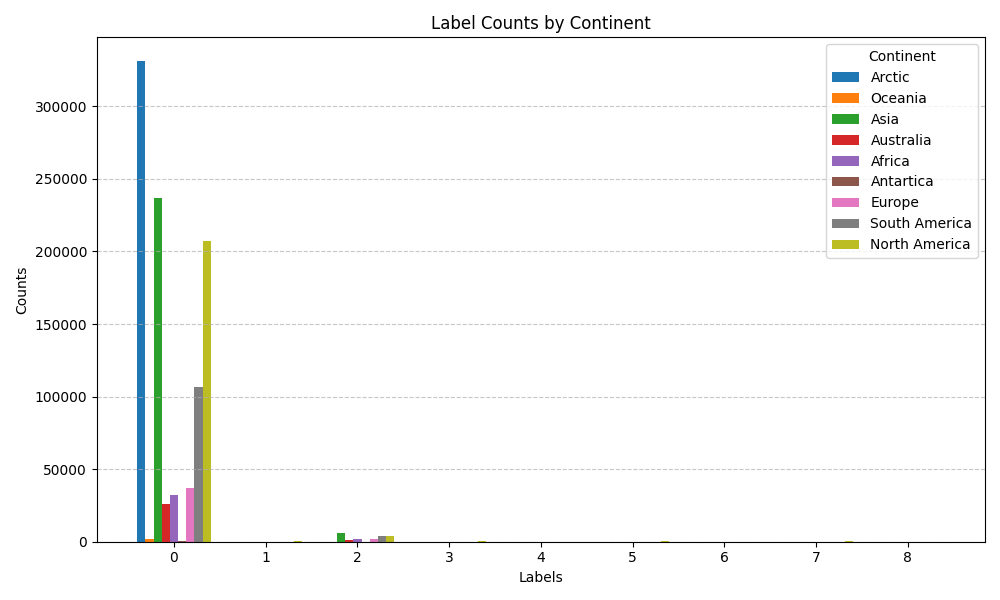 Label Counts by Continent
Counts
300000
250000
200000
150000
100000
50000
0
0 1 2 3 4 5 6 7 8
Labels
Continent
Arctic
Oceania
Asia
Australia
Africa
Antartica
Europe
South America
North America